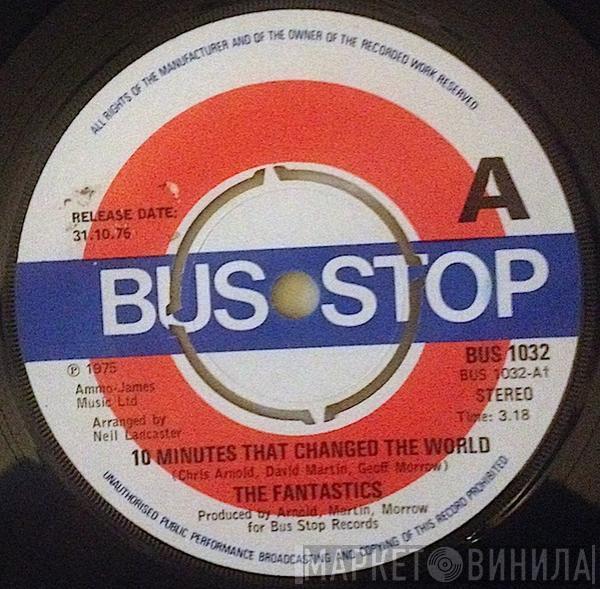 ALL RIGHTS OF THE MANUFACTURER AND OF THE OWNER OF THE RECORDED WORK RESERVED
A
RELEASE DATE:
31.10.76
BUS STOP
℗ 1975
Ammo-James
Music Ltd
Arranged by
Neil Lancaster
BUS 1032
BUS 1032-A†
STEREO
Time: 3.18
10 MINUTES THAT CHANGED THE WORLD
(Chris Arnold, David Martin, Geoff Morrow)
THE FANTASTICS
Produced by Arnold, Martin, Morrow
for Bus Stop Records
UNAUTHORISED PUBLIC PERFORMANCE BROADCASTING AND COPYING OF THIS RECORD PROHIBITED
МАРКЕТ ВИНИЛА